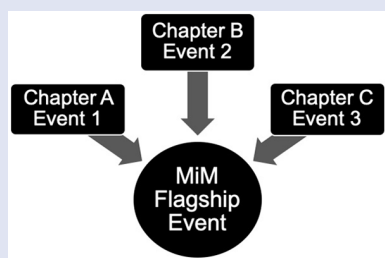 Chapter B
Event 2
Chapter A
Event 1
Chapter C
Event 3
MiM
Flagship
Event